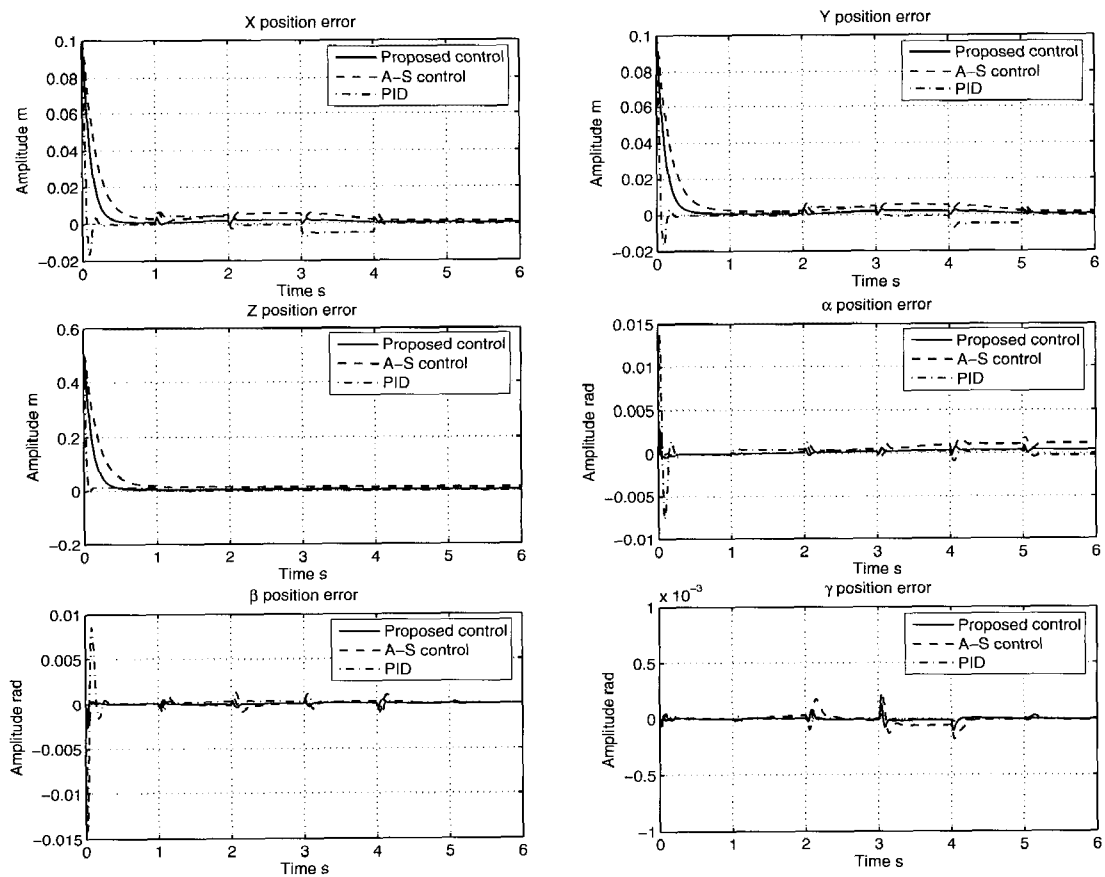 X position error
0.1
0.08
0.06
0.04
0.02
0
−0.02
Amplitude m
Proposed control
A−S control
PID
0 1 2 3 4 5 6
Time s
Y position error
0.1
0.08
0.06
0.04
0.02
0
−0.02
Amplitude m
Proposed control
A−S control
PID
0 1 2 3 4 5 6
Time s
Z position error
0.6
0.4
0.2
0
−0.2
Amplitude m
Proposed control
A−S control
PID
0 1 2 3 4 5 6
Time s
α position error
0.015
0.01
0.005
0
−0.005
−0.01
Amplitude rad
Proposed control
A−S control
PID
0 1 2 3 4 5 6
Time s
β position error
0.01
0.005
0
−0.005
−0.01
−0.015
Amplitude rad
Proposed control
A−S control
PID
0 1 2 3 4 5 6
Time s
γ position error
x 10⁻³
1
0.5
0
−0.5
−1
Amplitude rad
Proposed control
A−S control
PID
0 1 2 3 4 5 6
Time s